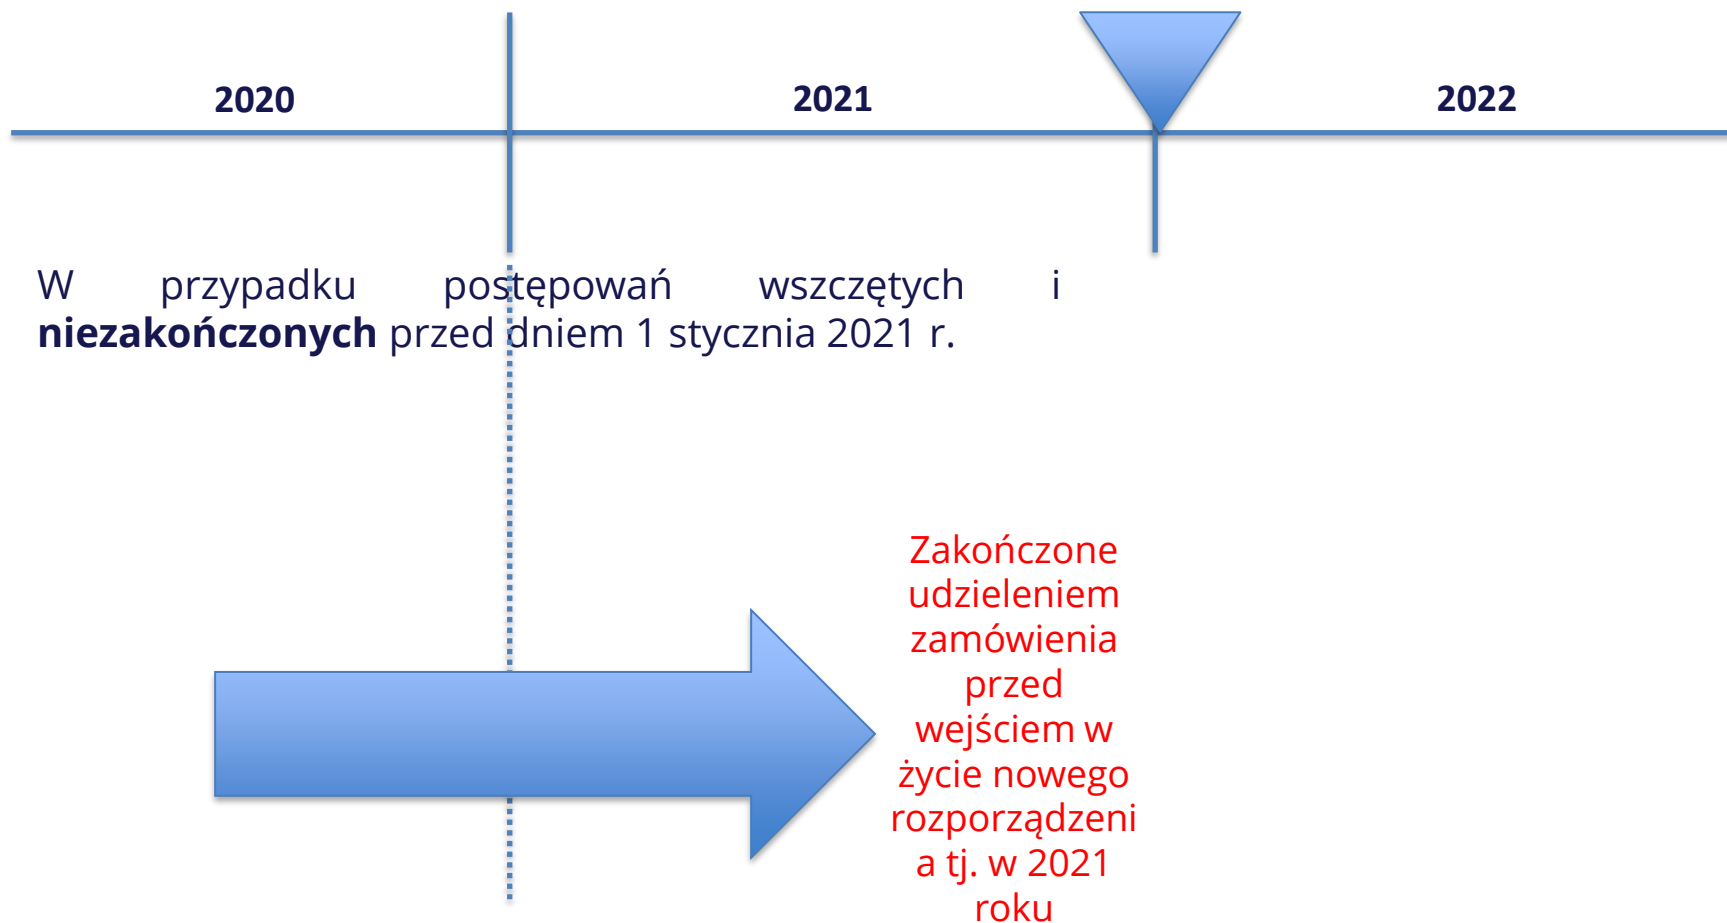 2020
2021
2022
W przypadku postępowań wszczętych i
niezakończonych przed dniem 1 stycznia 2021 r.
Zakończone
udzieleniem
zamówienia
przed
wejściem w
życie nowego
rozporządzeni
a tj. w 2021
roku